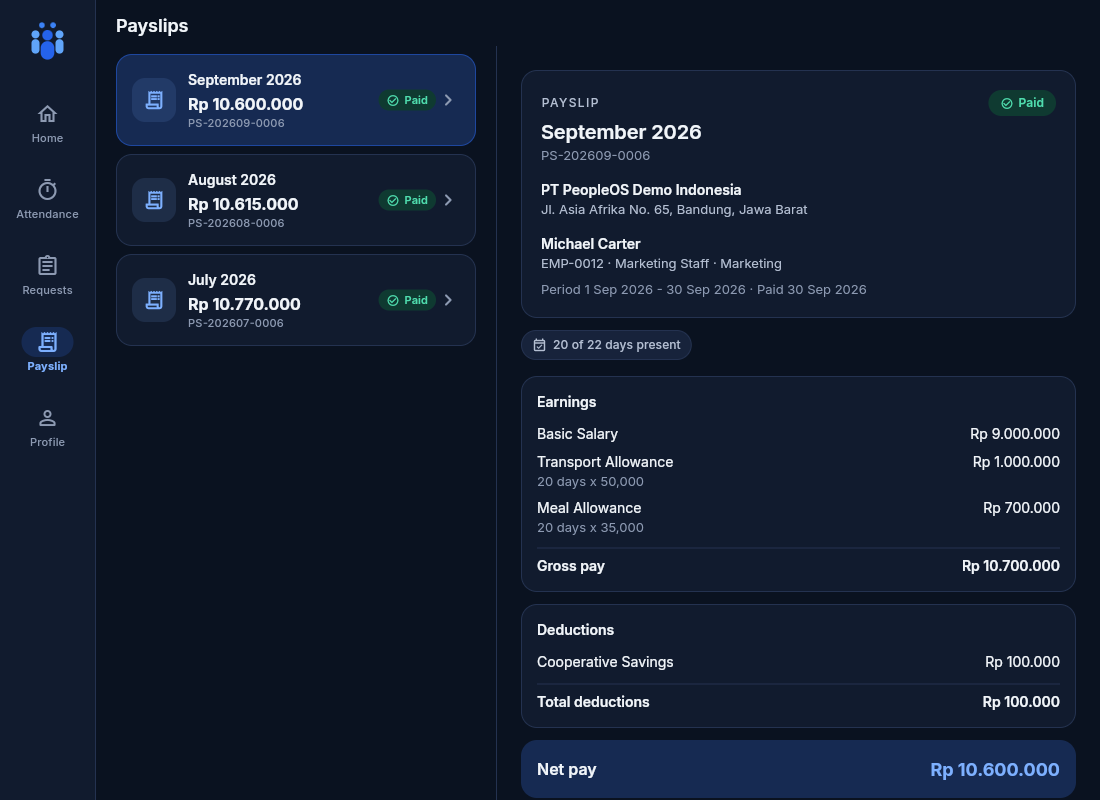 Payslips
Home
Attendance
Requests
Payslip
Profile
September 2026
Rp 10.600.000
PS-202609-0006
Paid
August 2026
Rp 10.615.000
PS-202608-0006
Paid
July 2026
Rp 10.770.000
PS-202607-0006
Paid
PAYSLIP
Paid
September 2026
PS-202609-0006
PT PeopleOS Demo Indonesia
Jl. Asia Afrika No. 65, Bandung, Jawa Barat
Michael Carter
EMP-0012 · Marketing Staff · Marketing
Period 1 Sep 2026 - 30 Sep 2026 · Paid 30 Sep 2026
20 of 22 days present
Earnings
Basic Salary Rp 9.000.000
Transport Allowance Rp 1.000.000
20 days x 50,000
Meal Allowance Rp 700.000
20 days x 35,000
Gross pay Rp 10.700.000
Deductions
Cooperative Savings Rp 100.000
Total deductions Rp 100.000
Net pay Rp 10.600.000